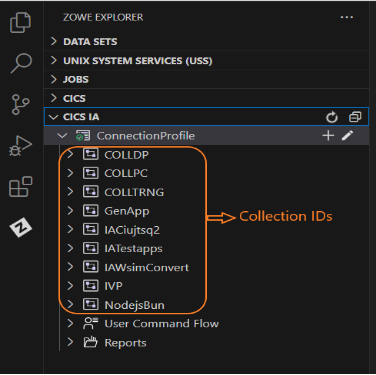 ZOWE EXPLORER
DATA SETS
UNIX SYSTEM SERVICES (USS)
JOBS
CICS
CICS IA
ConnectionProfile
COLLDP
COLLPC
COLLTRNG
GenApp
IACiujtsq2
IATestapps
IAWsimConvert
IVP
NodejsBun
Collection IDs
User Command Flow
Reports